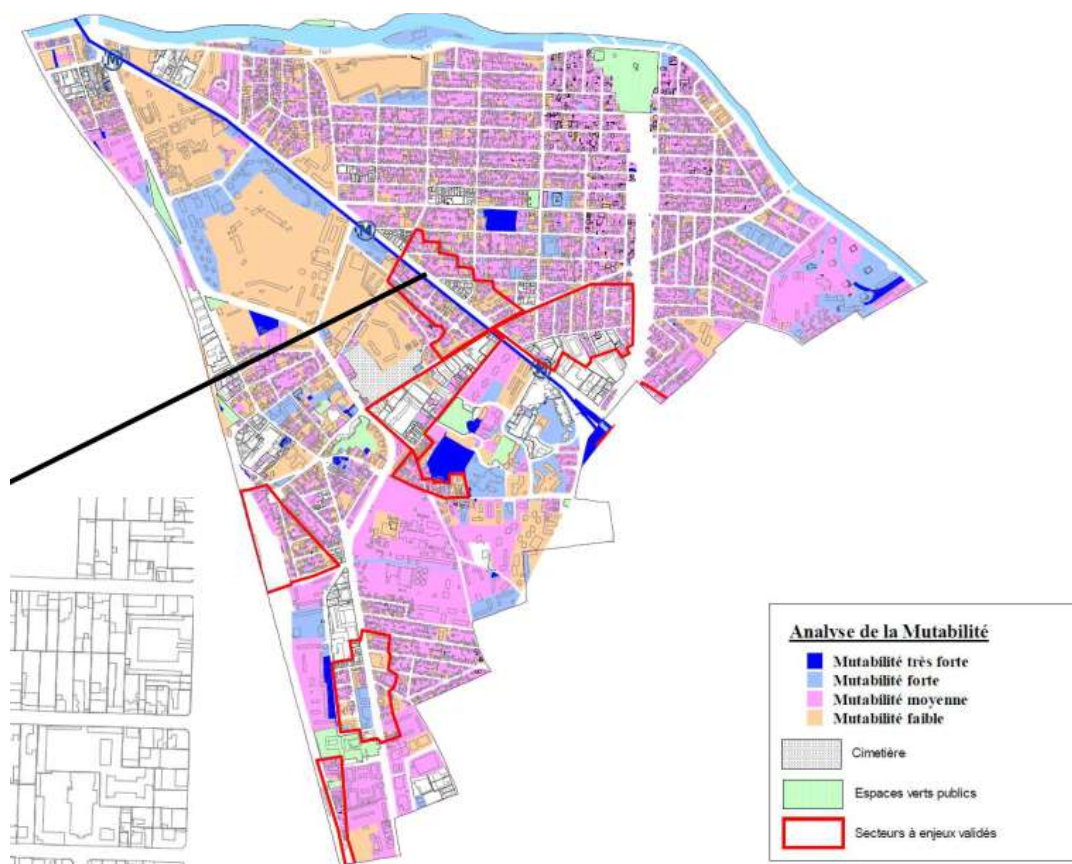 M
M
M
Analyse de la Mutabilité
Mutabilité très forte
Mutabilité forte
Mutabilité moyenne
Mutabilité faible
Cimetière
Espaces verts publics
Secteurs à enjeux validés